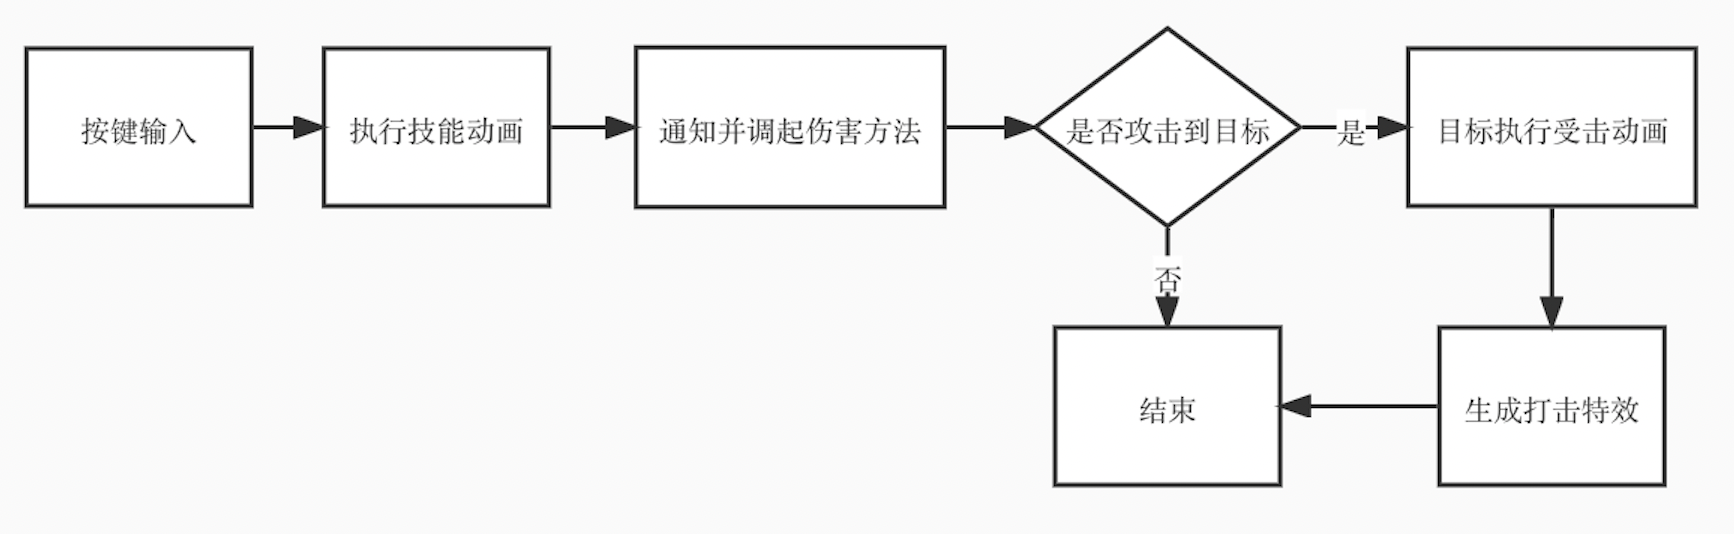 按键输入
执行技能动画
通知并调起伤害方法
是否攻击到目标
是
目标执行受击动画
否
结束
生成打击特效